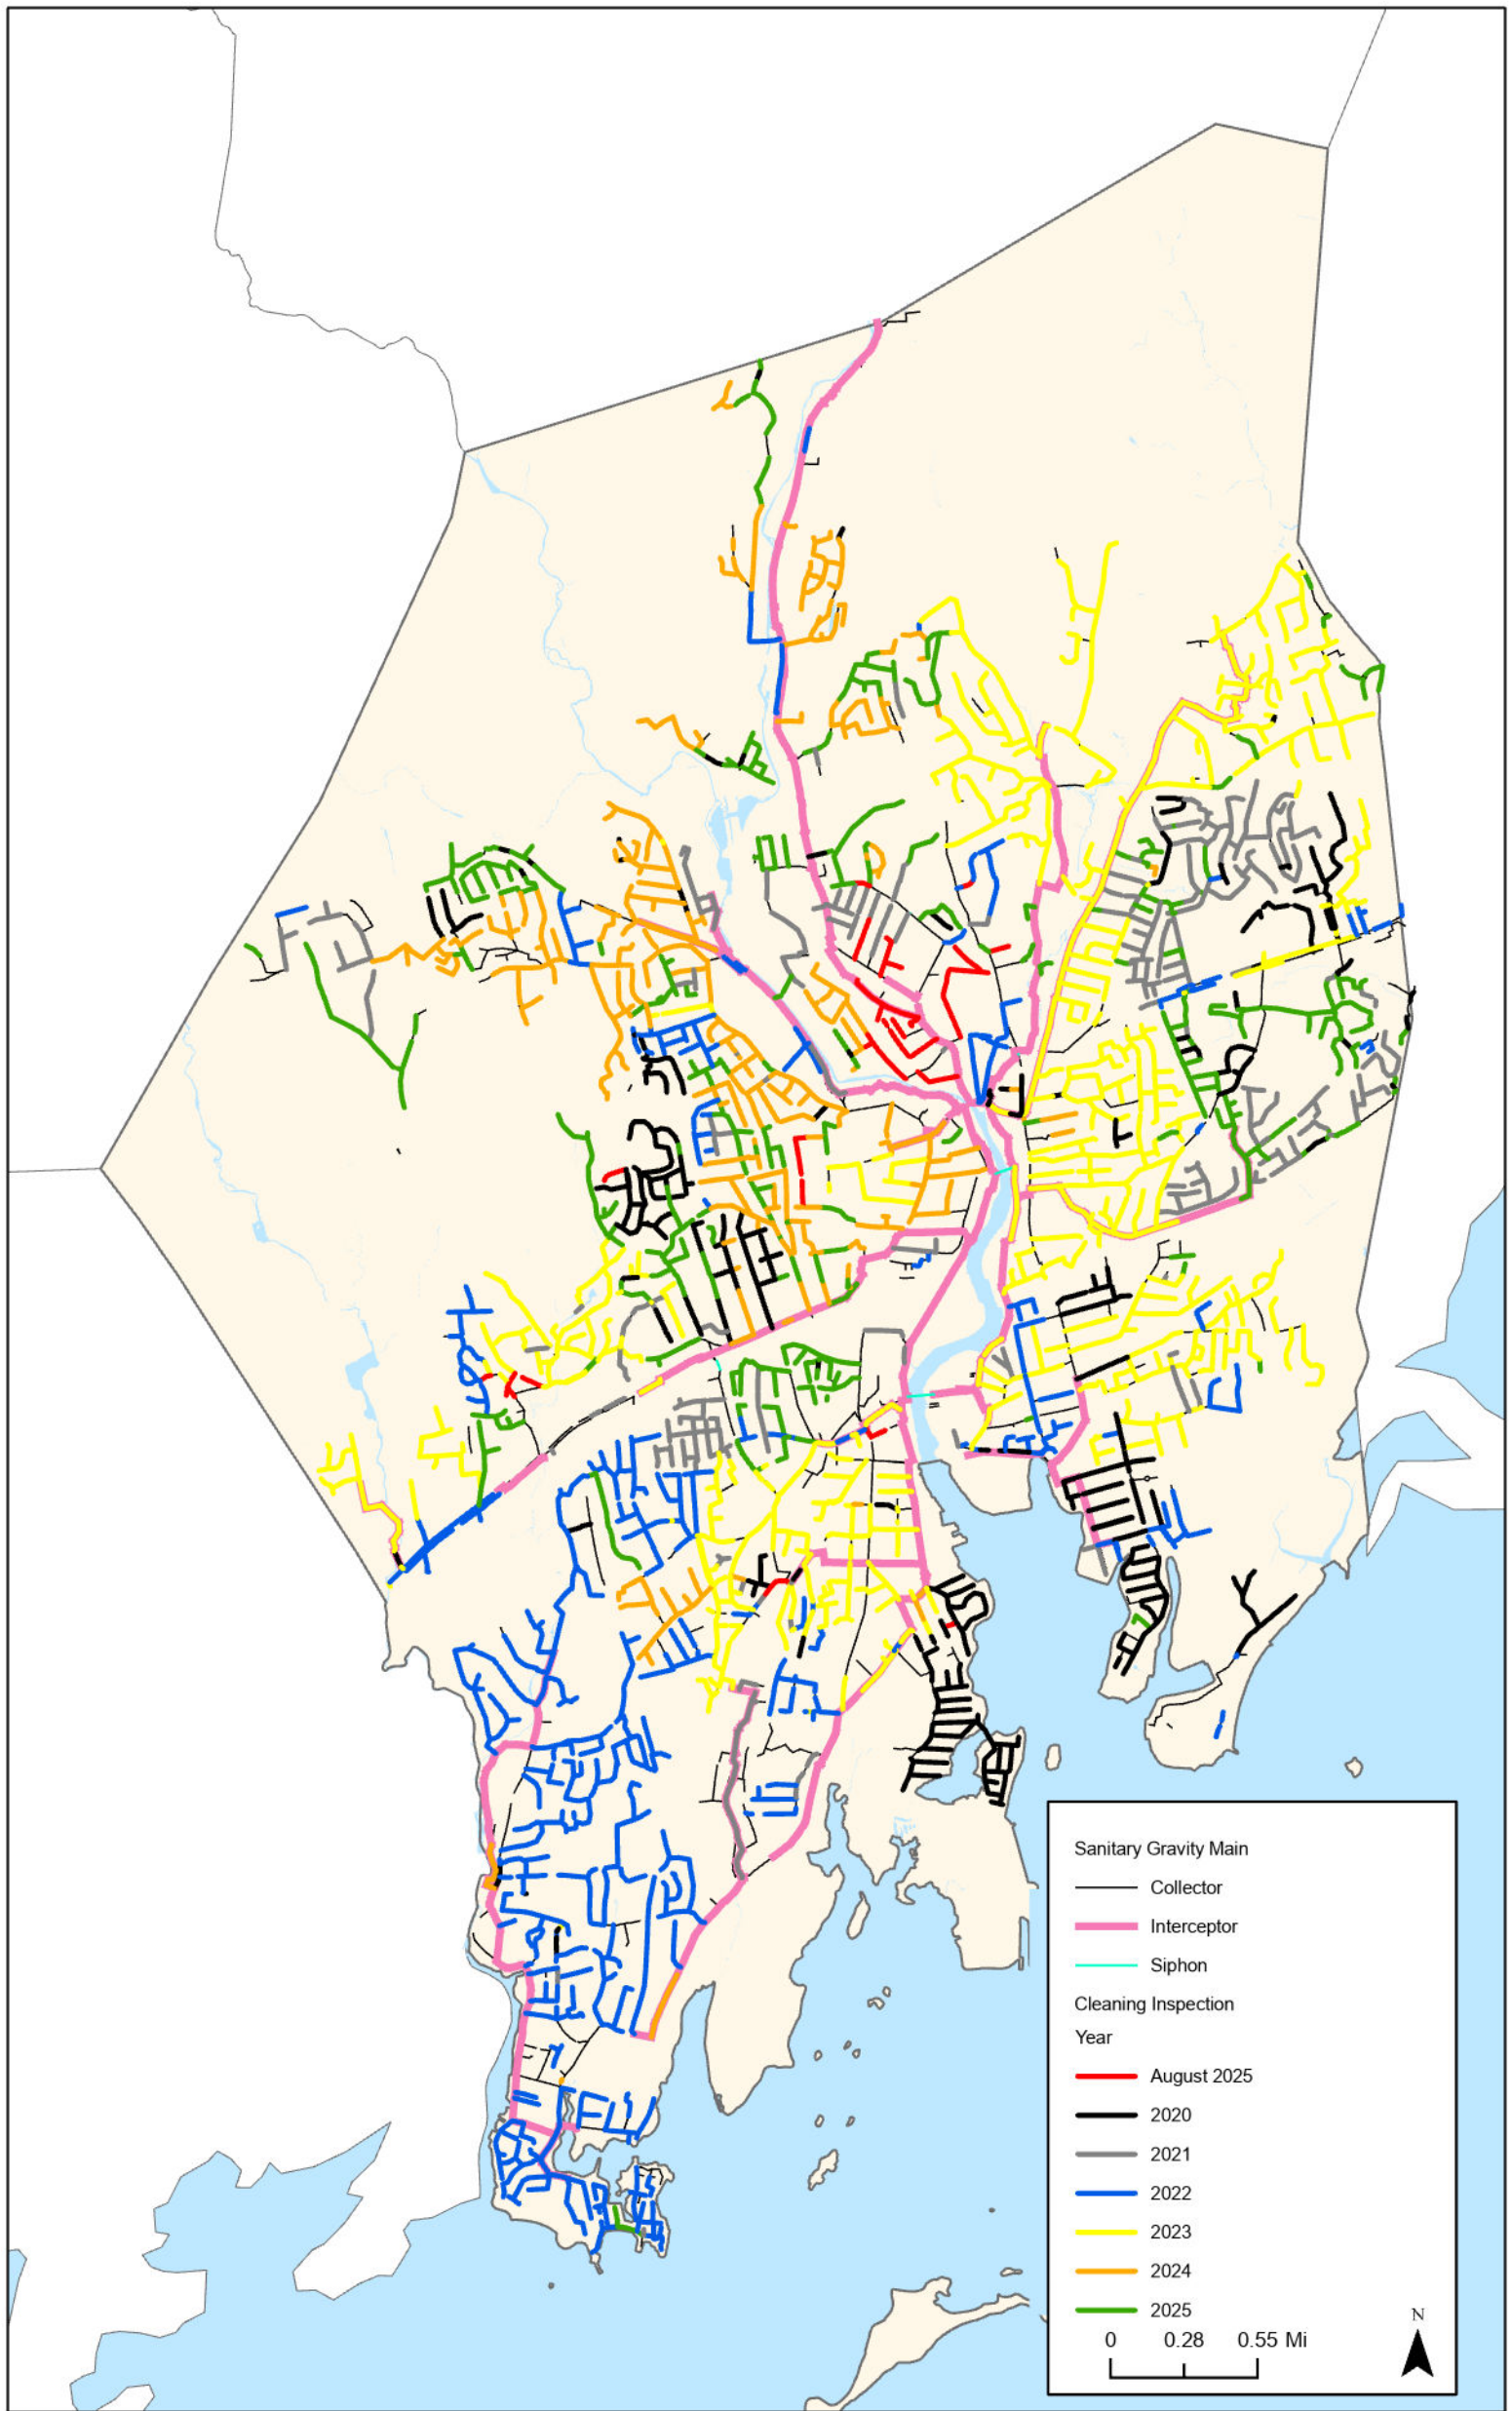 Sanitary Gravity Main
Collector
Interceptor
Siphon
Cleaning Inspection
Year
August 2025
2020
2021
2022
2023
2024
2025
N
0 0.28 0.55 Mi